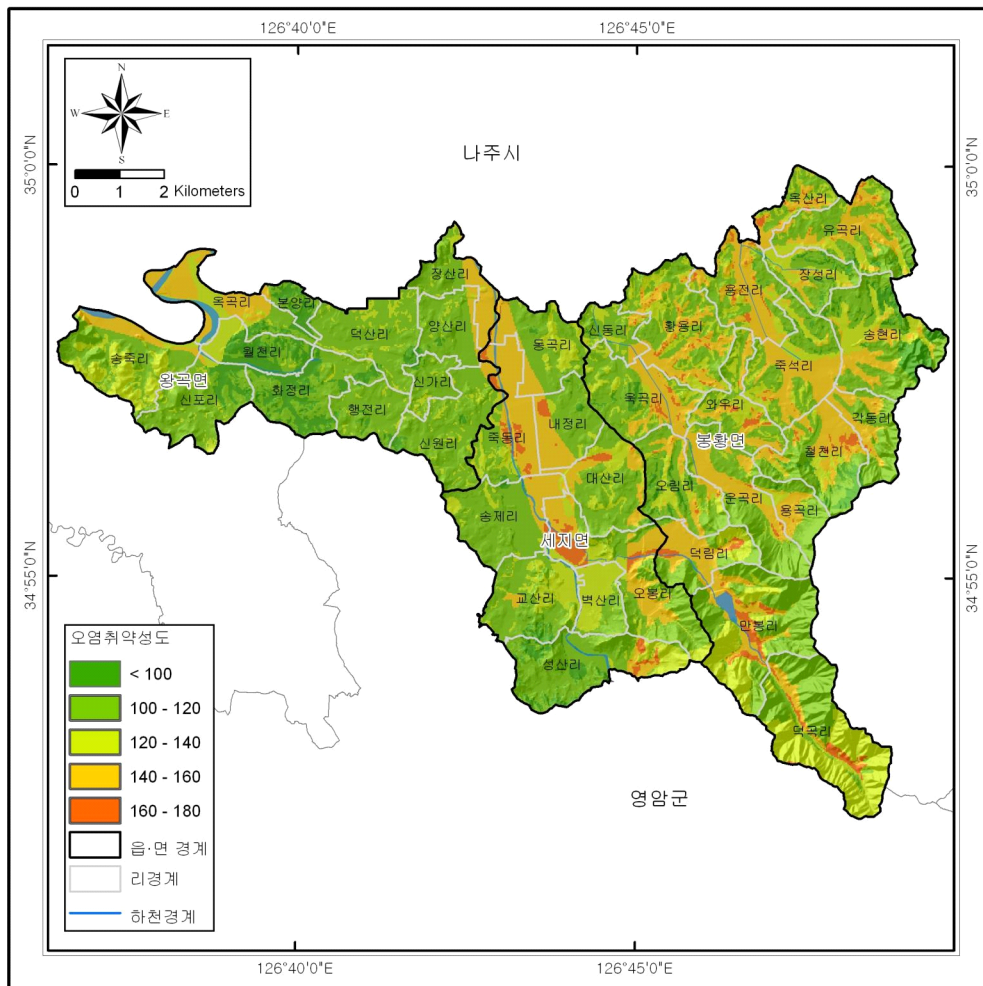 126°40'0"E
126°45'0"E
35°0'0"N
35°0'0"N
34°55'0"N
34°55'0"N
126°40'0"E
126°45'0"E
N
W
E
S
0 1 2 Kilometers
나주시
영암군
옥산리
유곡리
장성리
용전리
송현리
황용리
신동리
죽석리
와우리
욱곡리
각동리
철천리
봉황면
오림리
운곡리
용곡리
덕림리
만봉리
덕곡리
장산리
양산리
덕산리
본양리
옥곡리
월천리
송죽리
왕곡면
신포리
화정리
행전리
신가리
신원리
동곡리
내정리
죽동리
대산리
송제리
세지면
교산리
벽산리
오봉리
성산리
오염취약성도
< 100
100 - 120
120 - 140
140 - 160
160 - 180
읍·면 경계
리경계
하천경계